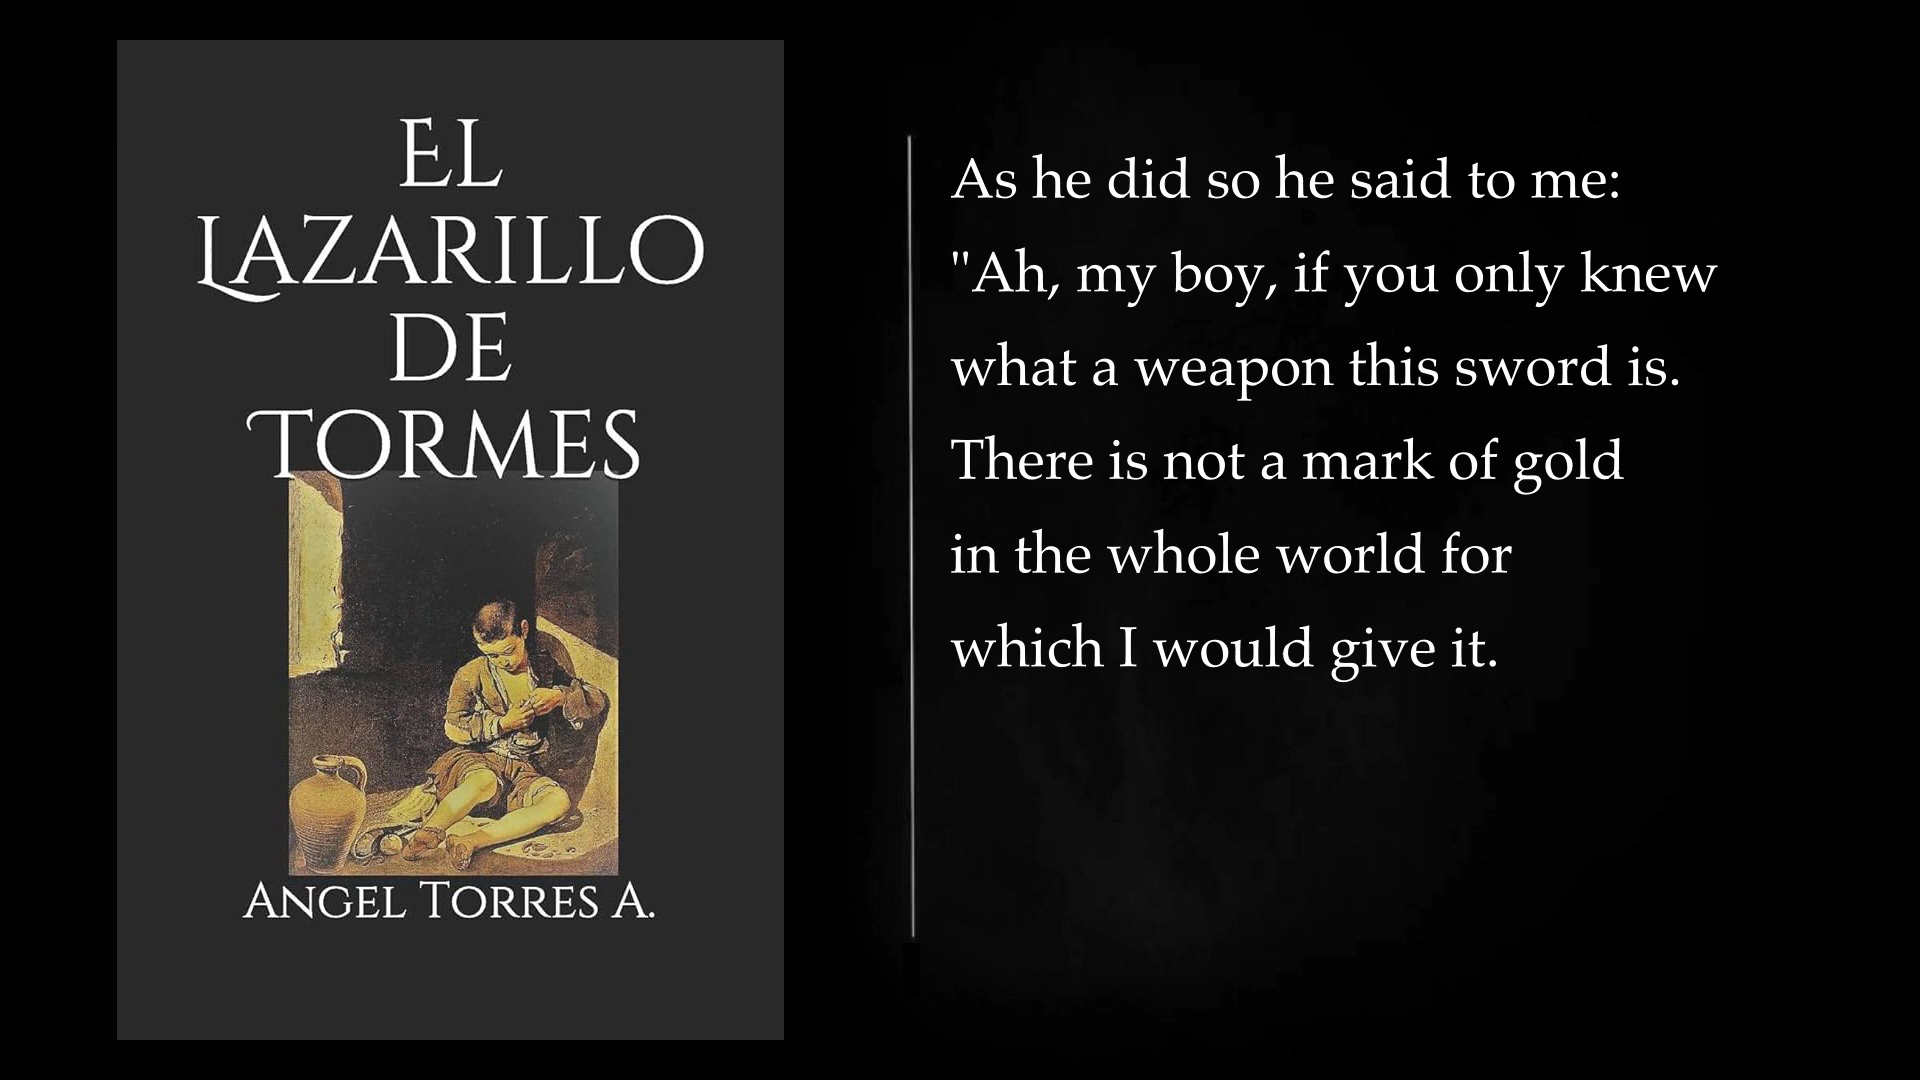 El
Lazarillo
de
Tormes
Angel Torres A.
As he did so he said to me:
"Ah, my boy, if you only knew
what a weapon this sword is.
There is not a mark of gold
in the whole world for
which I would give it.